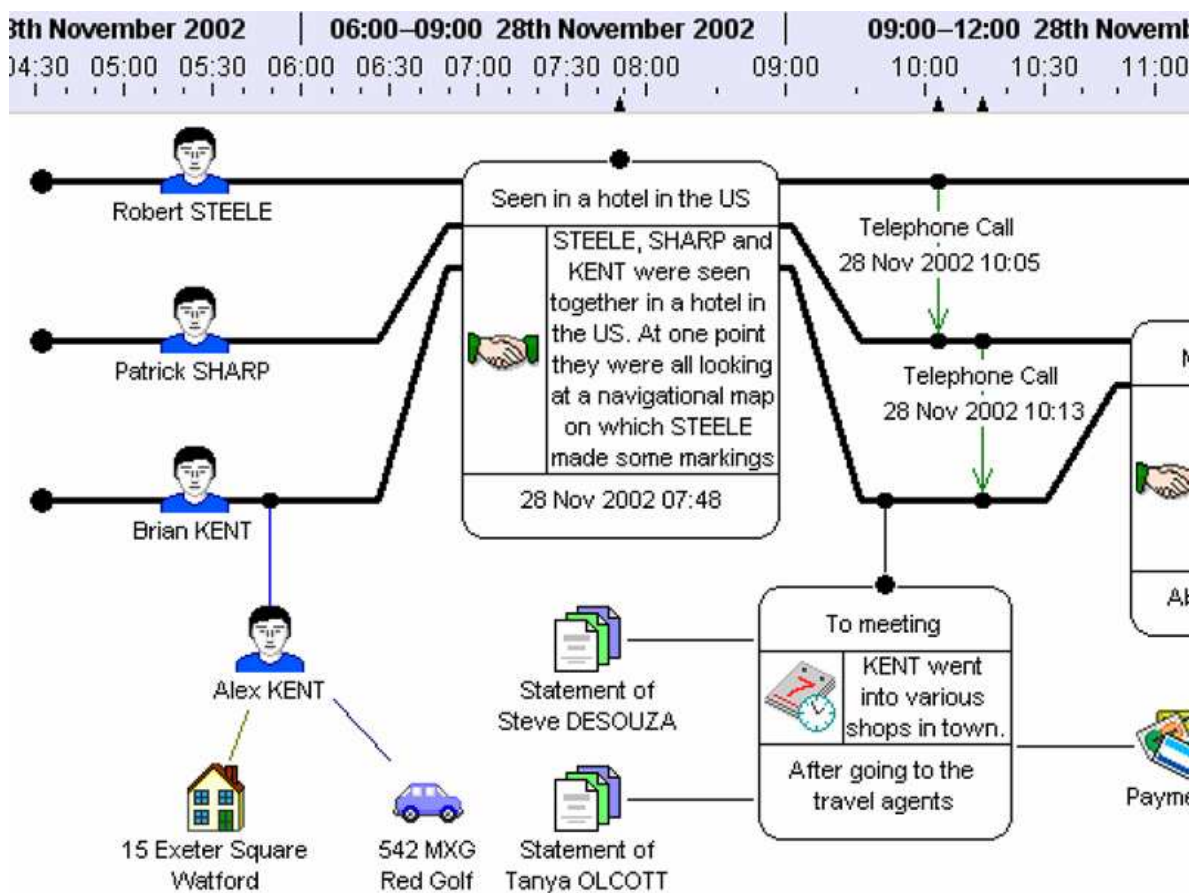 8th November 2002 06:00–09:00 28th November 2002 09:00–12:00 28th Novemb
04:30 05:00 05:30 06:00 06:30 07:00 07:30 08:00 09:00 10:00 10:30 11:00
Robert STEELE
Patrick SHARP
Brian KENT
Seen in a hotel in the US
STEELE, SHARP and
KENT were seen
together in a hotel in
the US. At one point
they were all looking
at a navigational map
on which STEELE
made some markings
28 Nov 2002 07:48
Telephone Call
28 Nov 2002 10:05
Telephone Call
28 Nov 2002 10:13
Alex KENT
15 Exeter Square
Watford
542 MXG
Red Golf
Statement of
Steve DESOUZA
Statement of
Tanya OLCOTT
To meeting
7
KENT went
into various
shops in town.
After going to the
travel agents
Ab
Payme